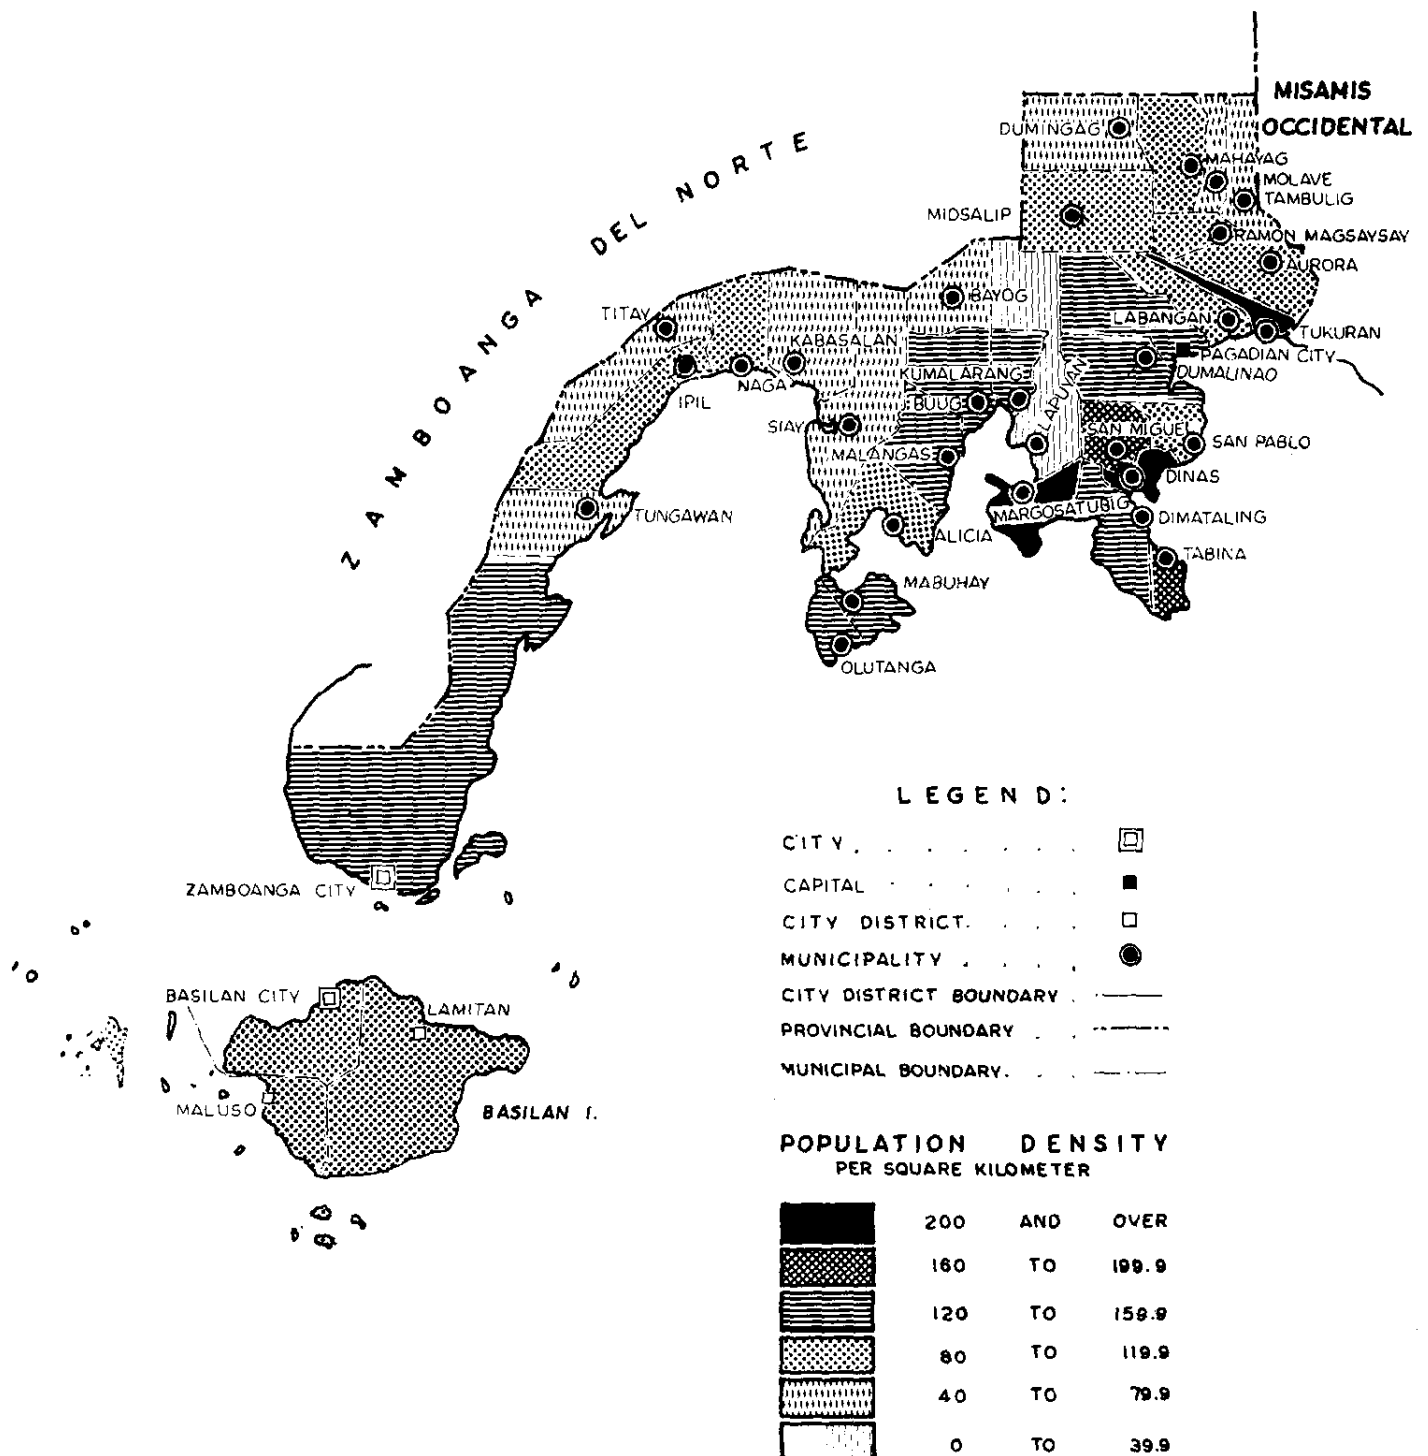 MISAMIS
OCCIDENTAL
ZAMBOANGA DEL NORTE
DUMINGAG
MAHAYAG
MOLAVE
TAMBULIG
MIDSALIP
RAMON MAGSAYSAY
AURORA
BAYOG
TITAY
LABANGAN
TUKURAN
KABASALAN
PAGADIAN CITY
DUMALINAO
KUMALARANG
NAGA
LAPUYAN
IPIL
BUUG
SIAY
SAN MIGUEL
SAN PABLO
MALANGAS
DINAS
MARGOSATUBIG
TUNGAWAN
DIMATALING
ALICIA
TABINA
MABUHAY
OLUTANGA
LEGEND:
CITY
CAPITAL
CITY DISTRICT
MUNICIPALITY
CITY DISTRICT BOUNDARY
PROVINCIAL BOUNDARY
MUNICIPAL BOUNDARY
ZAMBOANGA CITY
BASILAN CITY
LAMITAN
MALUSO
BASILAN I.
POPULATION DENSITY
PER SQUARE KILOMETER
200 AND OVER
160 TO 199.9
120 TO 159.9
80 TO 119.9
40 TO 79.9
0 TO 39.9